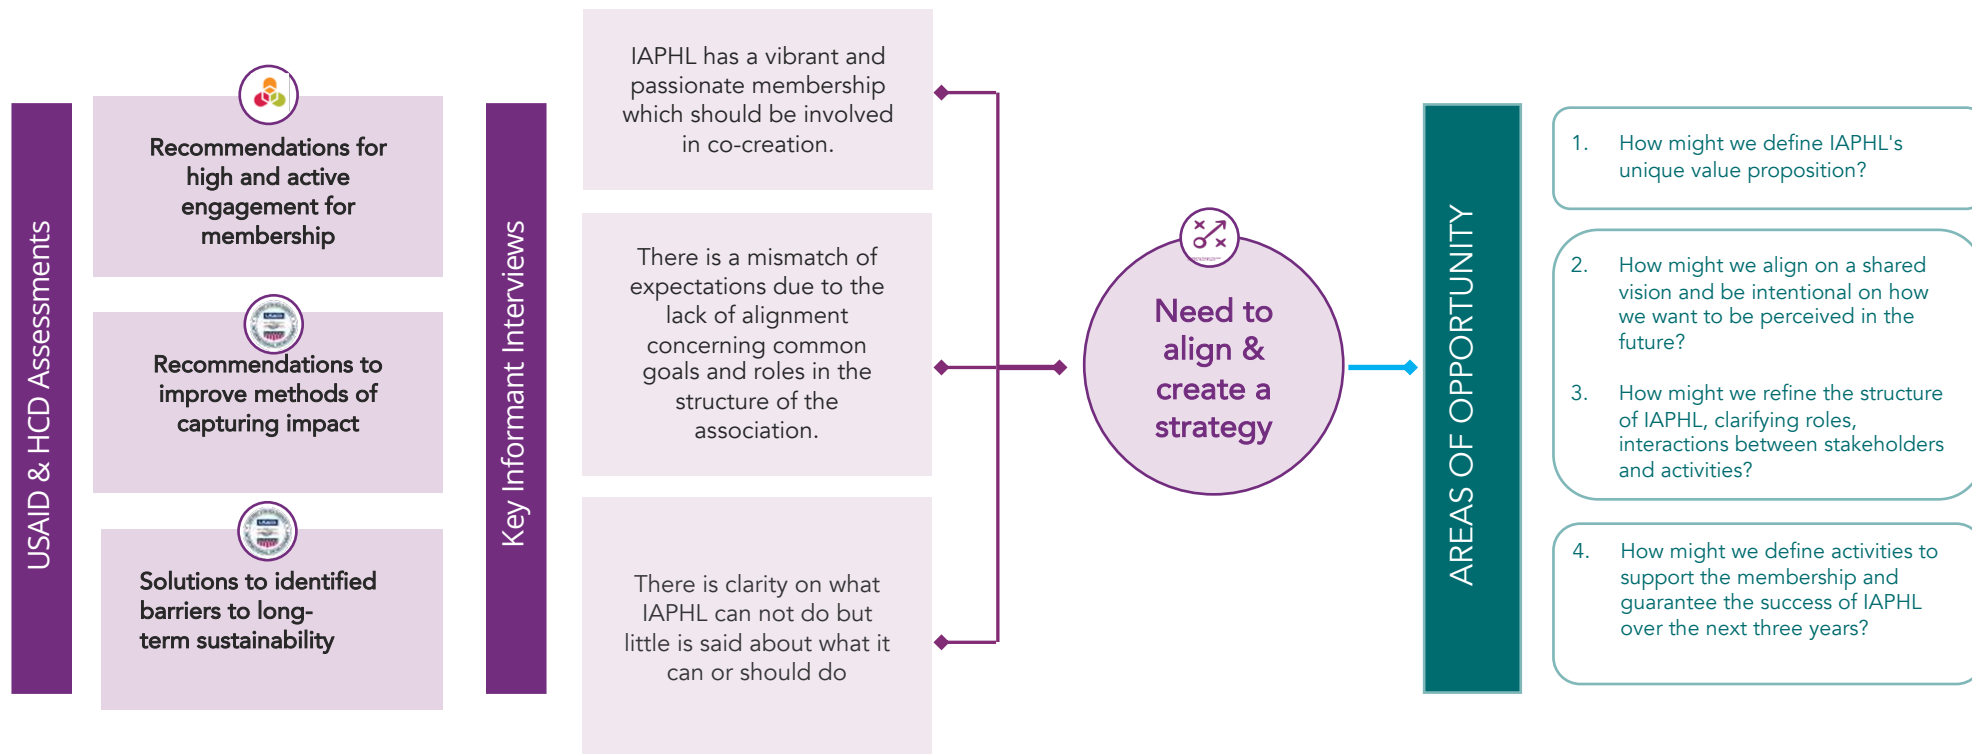 USAID & HCD Assessments
Recommendations for
high and active
engagement for
membership
Recommendations to
improve methods of
capturing impact
Solutions to identified
barriers to long-
term sustainability
Key Informant Interviews
IAPHL has a vibrant and
passionate membership
which should be involved
in co-creation.
There is a mismatch of
expectations due to the
lack of alignment
concerning common
goals and roles in the
structure of the
association.
There is clarity on what
IAPHL can not do but
little is said about what it
can or should do
Need to
align &
create a
strategy
AREAS OF OPPORTUNITY
1. How might we define IAPHL's
unique value proposition?
2. How might we align on a shared
vision and be intentional on how
we want to be perceived in the
future?
3. How might we refine the structure
of IAPHL, clarifying roles,
interactions between stakeholders
and activities?
4. How might we define activities to
support the membership and
guarantee the success of IAPHL
over the next three years?